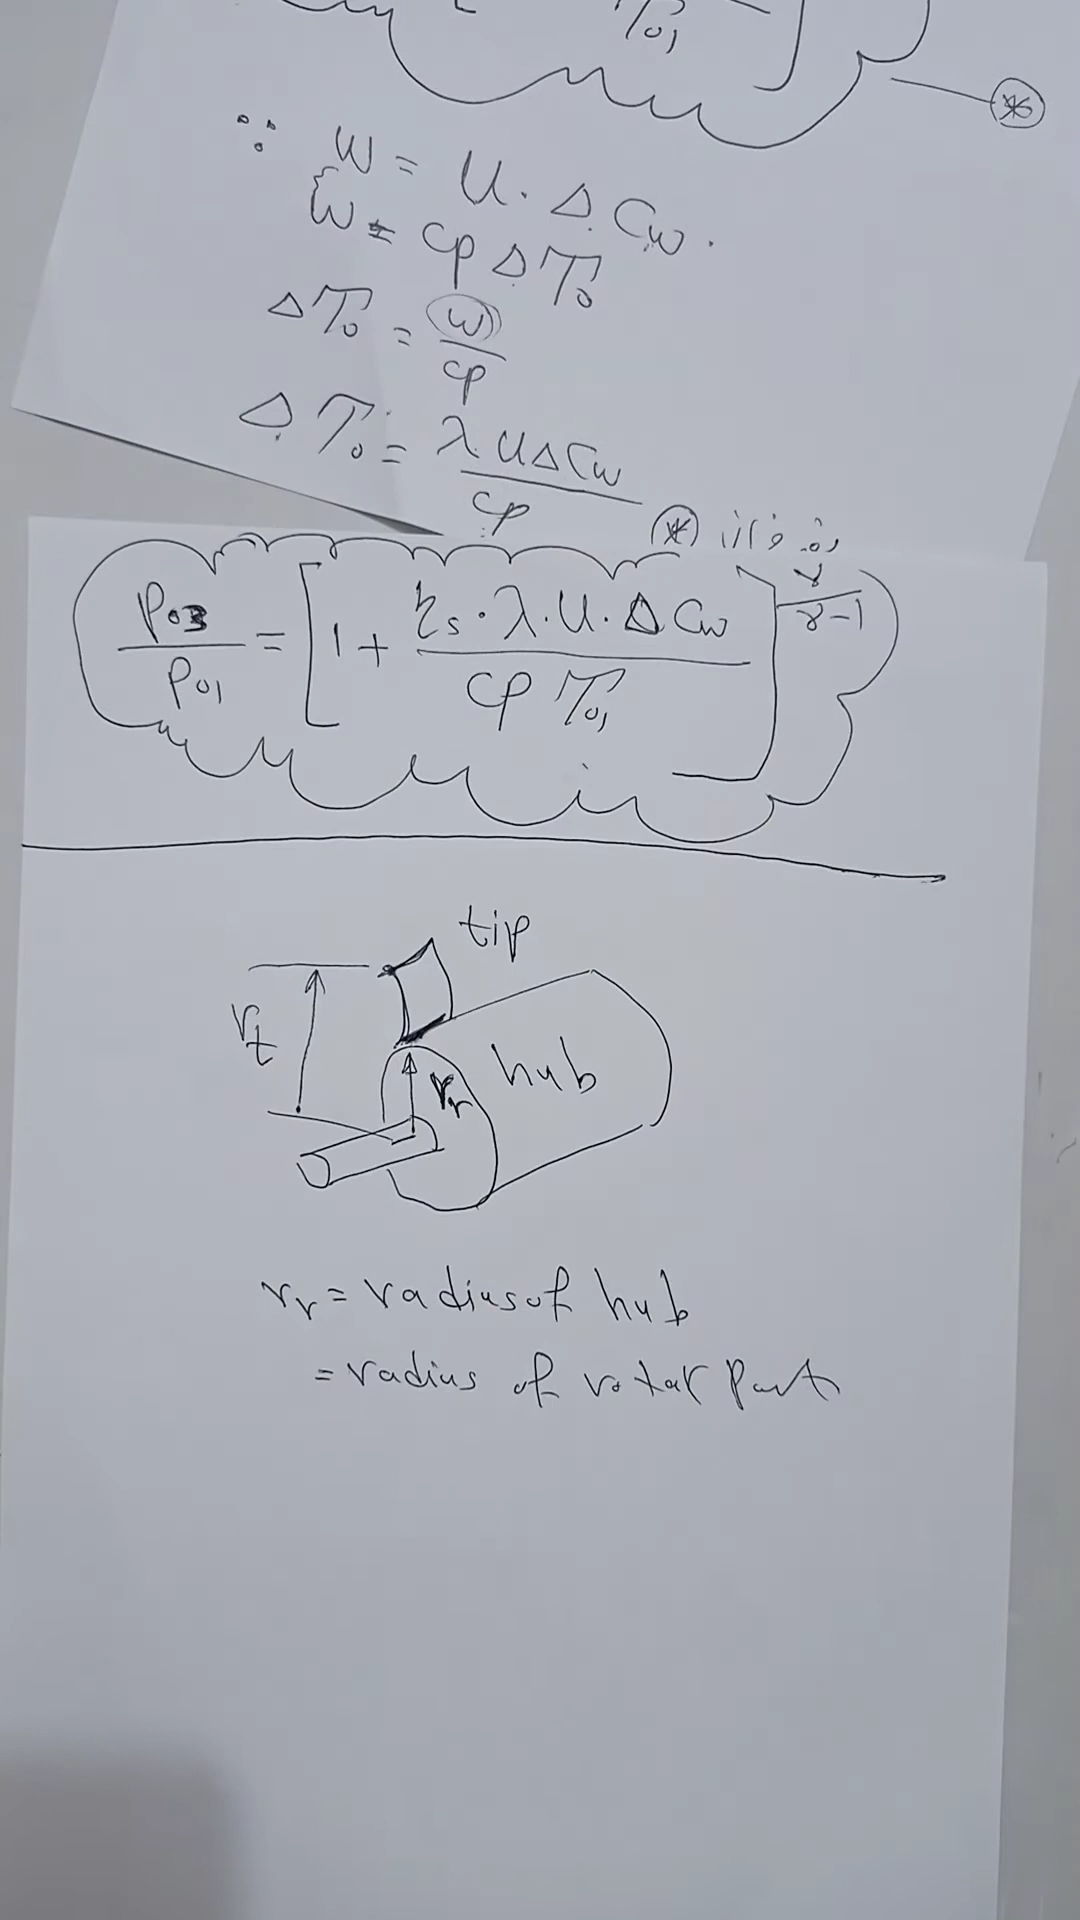 T₀₁
*
∵ W = U . Δ Cw .
W = Cp Δ T₀
Δ T₀ = W / Cp
Δ T₀ = λ U Δ Cw / Cp
*
P₀₃ / P₀₁ = [ 1 + ηs . λ . U . Δ Cw / Cp T₀₁ ] ^ γ / γ-1
tip
rt
hub
rr
rr = radius of hub
= radius of rotar part